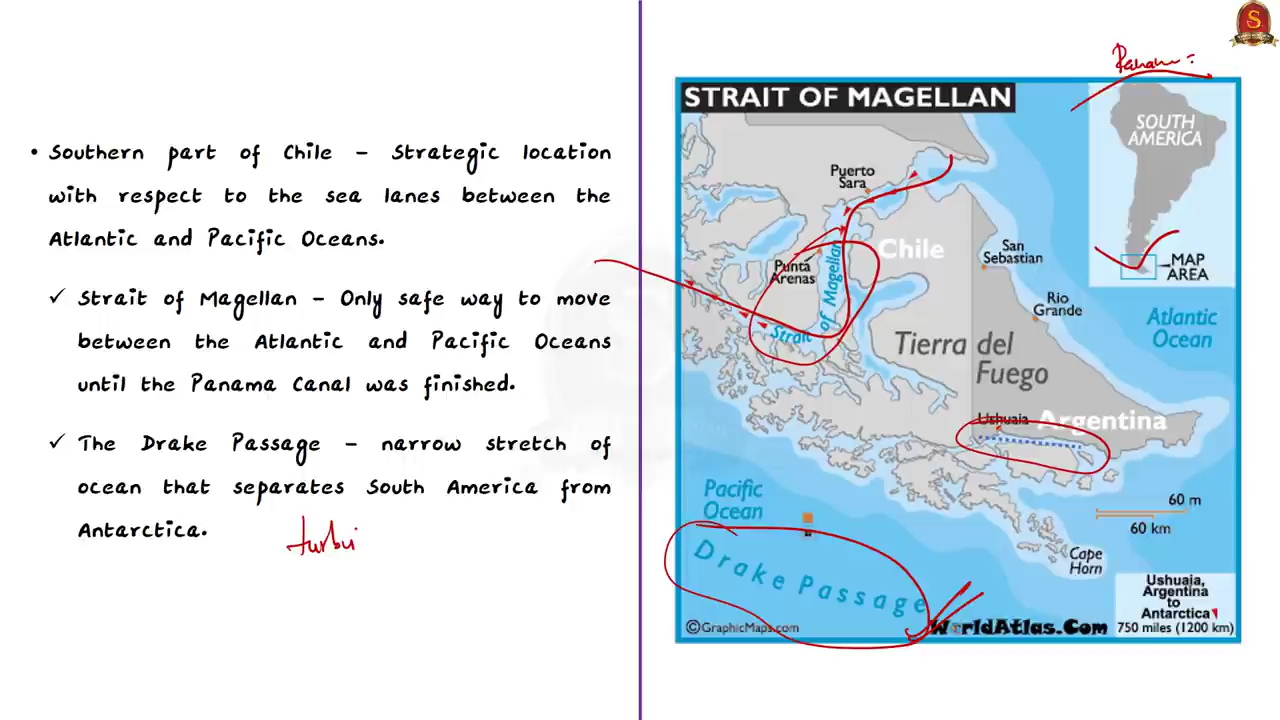 • Southern part of Chile – Strategic location
with respect to the sea lanes between the
Atlantic and Pacific Oceans.
✓ Strait of Magellan – Only safe way to move
between the Atlantic and Pacific Oceans
until the Panama Canal was finished.
✓ The Drake Passage – narrow stretch of
ocean that separates South America from
Antarctica.
turbu
S
Panama
STRAIT OF MAGELLAN
SOUTH
AMERICA
MAP
AREA
Puerto
Sara
Punta
Arenas
Strait of Magellan
Chile
San
Sebastian
Rio
Grande
Atlantic
Ocean
Tierra del
Fuego
Ushuaia
Argentina
Pacific
Ocean
60 m
60 km
Drake Passage
Cape
Horn
Ushuaia,
Argentina
to
Antarctica
750 miles (1200 km)
©GraphicMaps.com
WorldAtlas.Com